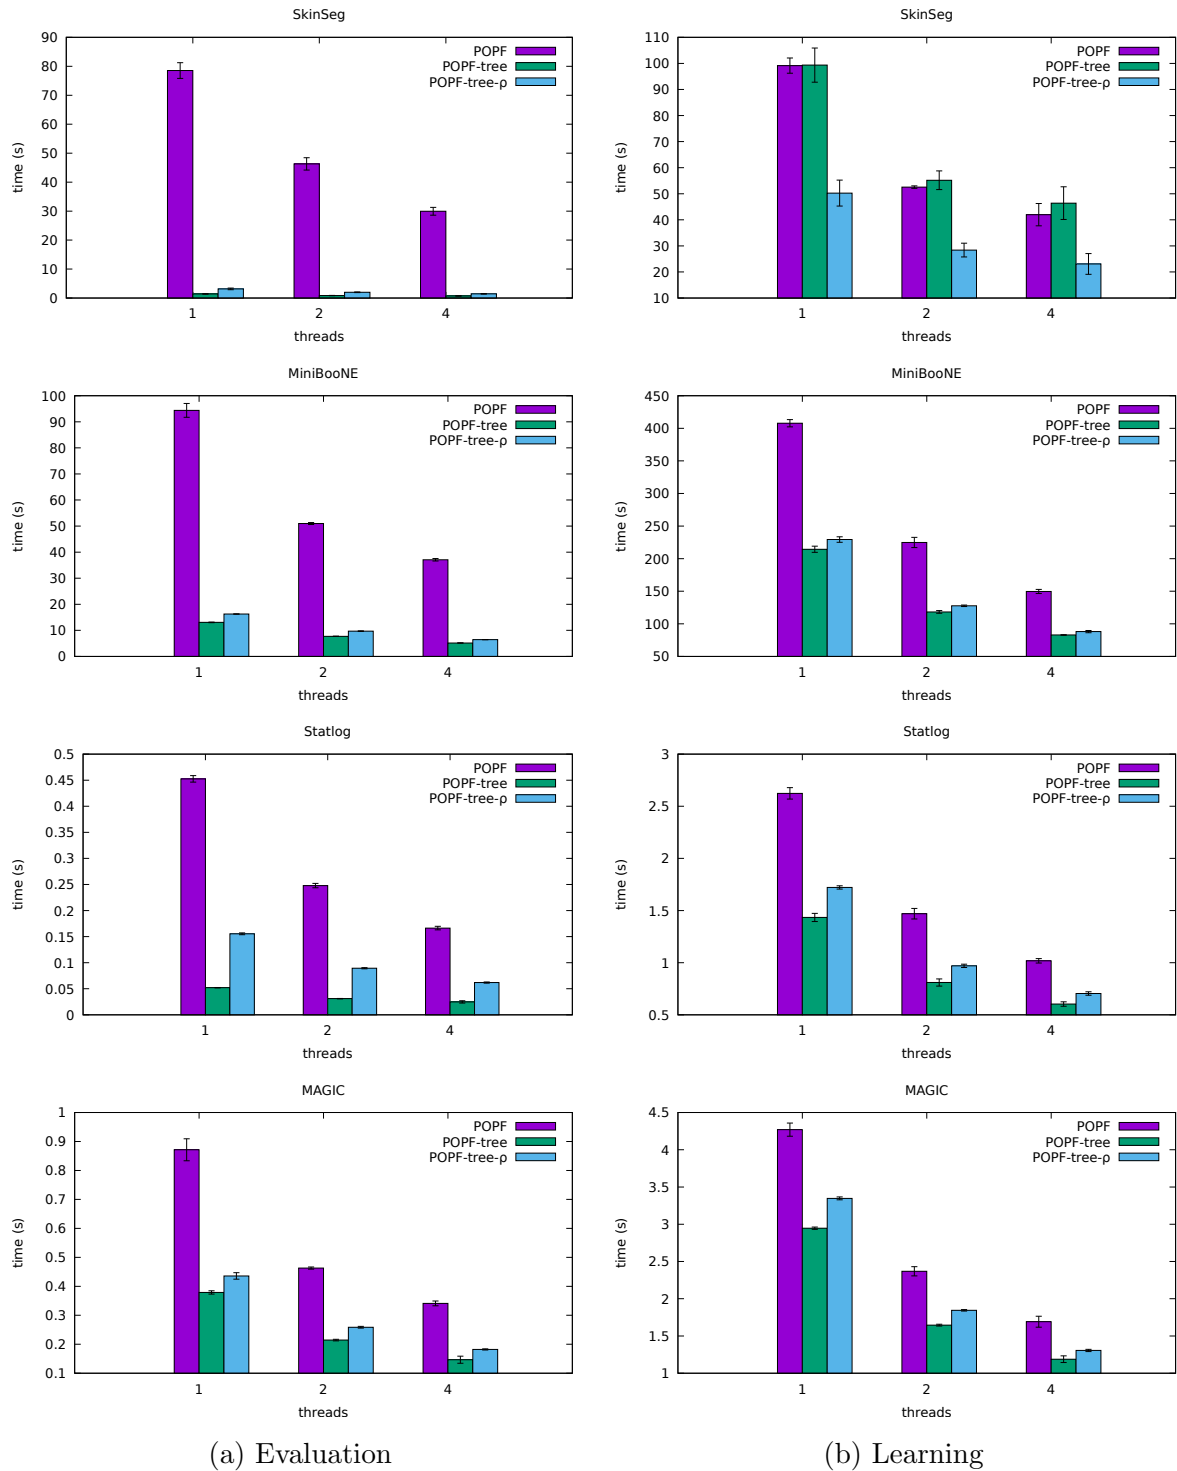 SkinSeg
90
80
70
60
50
40
30
20
10
0
time (s)
POPF
POPF-tree
POPF-tree-ρ
1 2 4
threads
SkinSeg
110
100
90
80
70
60
50
40
30
20
10
time (s)
POPF
POPF-tree
POPF-tree-ρ
1 2 4
threads
MiniBooNE
100
90
80
70
60
50
40
30
20
10
0
time (s)
POPF
POPF-tree
POPF-tree-ρ
1 2 4
threads
MiniBooNE
450
400
350
300
250
200
150
100
50
time (s)
POPF
POPF-tree
POPF-tree-ρ
1 2 4
threads
Statlog
0.5
0.45
0.4
0.35
0.3
0.25
0.2
0.15
0.1
0.05
0
time (s)
POPF
POPF-tree
POPF-tree-ρ
1 2 4
threads
Statlog
3
2.5
2
1.5
1
0.5
time (s)
POPF
POPF-tree
POPF-tree-ρ
1 2 4
threads
MAGIC
1
0.9
0.8
0.7
0.6
0.5
0.4
0.3
0.2
0.1
time (s)
POPF
POPF-tree
POPF-tree-ρ
1 2 4
threads
MAGIC
4.5
4
3.5
3
2.5
2
1.5
1
time (s)
POPF
POPF-tree
POPF-tree-ρ
1 2 4
threads
(a) Evaluation
(b) Learning